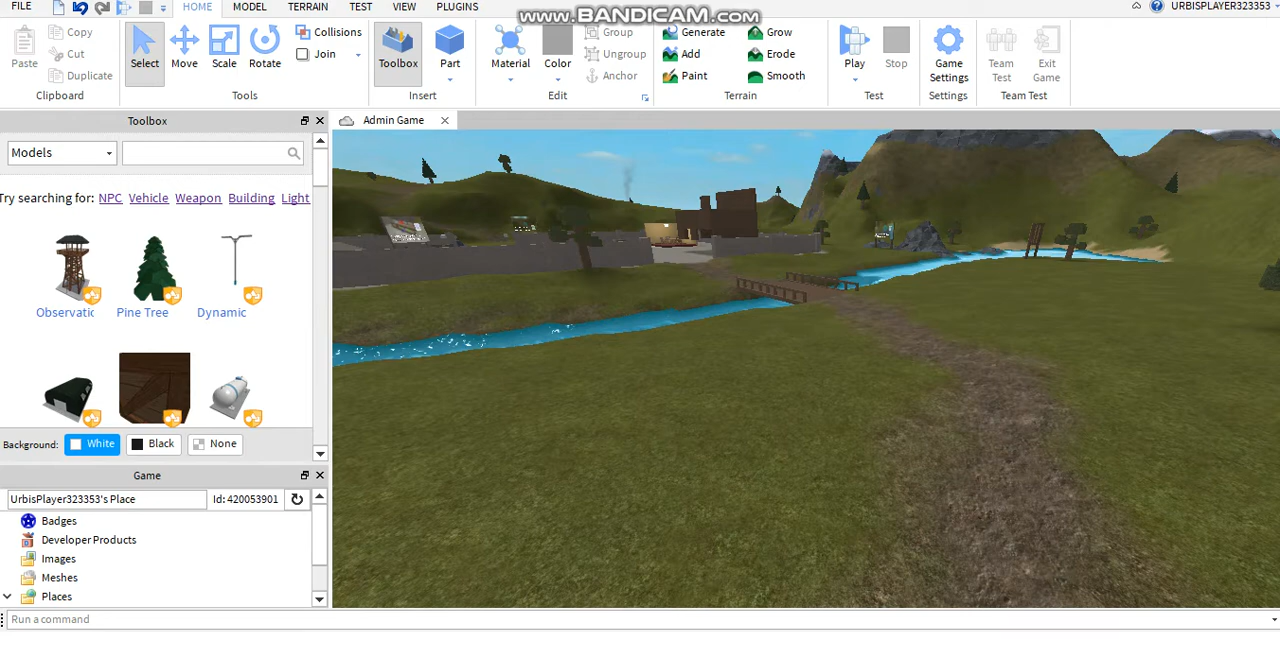 FILE HOME MODEL TERRAIN TEST VIEW PLUGINS www.BANDICAM.com URBISPLAYER323353
Paste Copy Cut Duplicate
Clipboard
Select Move Scale Rotate Collisions Join
Tools
Toolbox Part
Insert
Material Color Group Ungroup Anchor
Edit
Generate Grow
Add Erode
Paint Smooth
Terrain
Play Stop
Test
Game Settings
Settings
Team Test Exit Game
Team Test
Toolbox
Admin Game
Models
Try searching for: NPC Vehicle Weapon Building Light
Observatic Pine Tree Dynamic
Background: White Black None
Game
UrbisPlayer323353's Place Id: 420053901
Badges
Developer Products
Images
Meshes
Places
Run a command